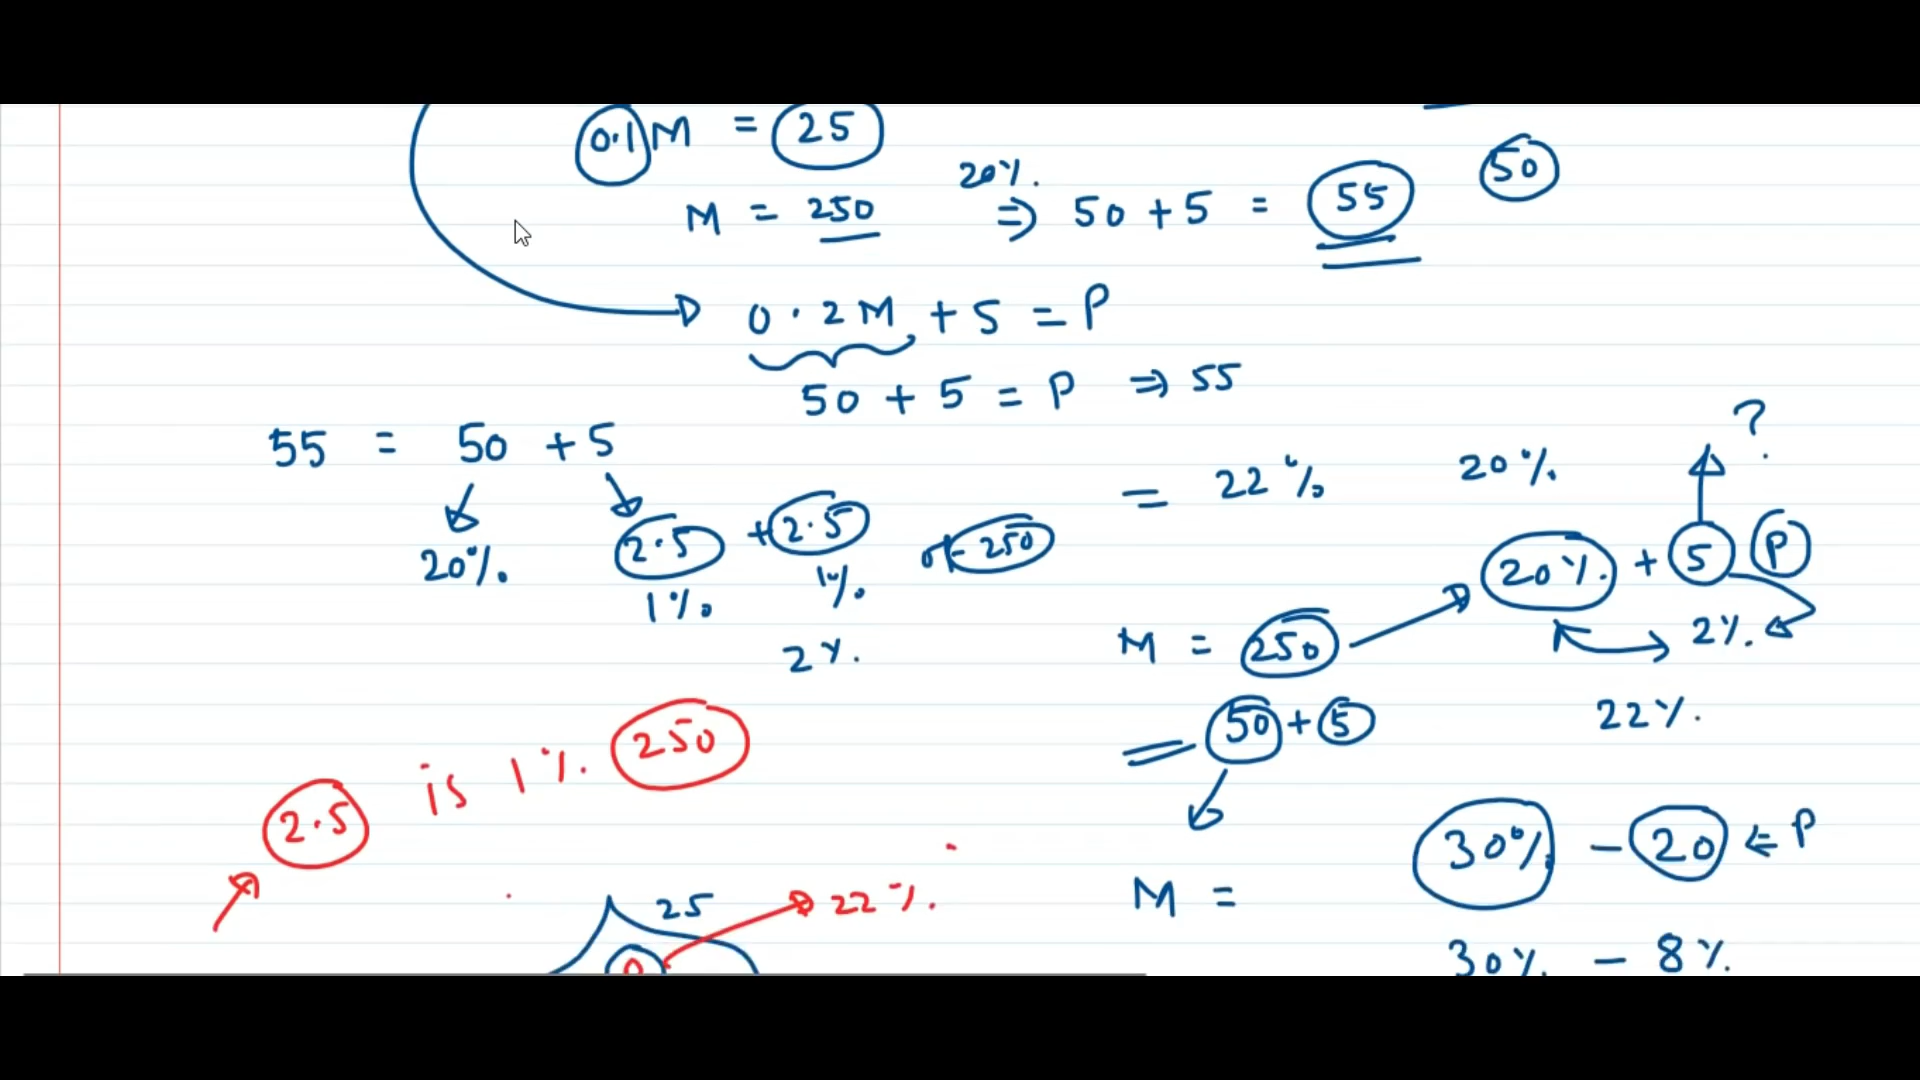 0.1 M = 25
50
20%.
M = 250 ⇒ 50 + 5 = 55
0.2M + 5 = P
50 + 5 = P ⇒ 55
55 = 50 + 5
?
= 22% 20%.
2.5 + 2.5 of 250
20%.
1%.
1%.
20%. + 5 P
2%.
M = 250
2%.
22%.
50 + 5
2.5 is 1%. 250
30% - 20 ⇐ P
M =
25
22%.
30%. - 8%.